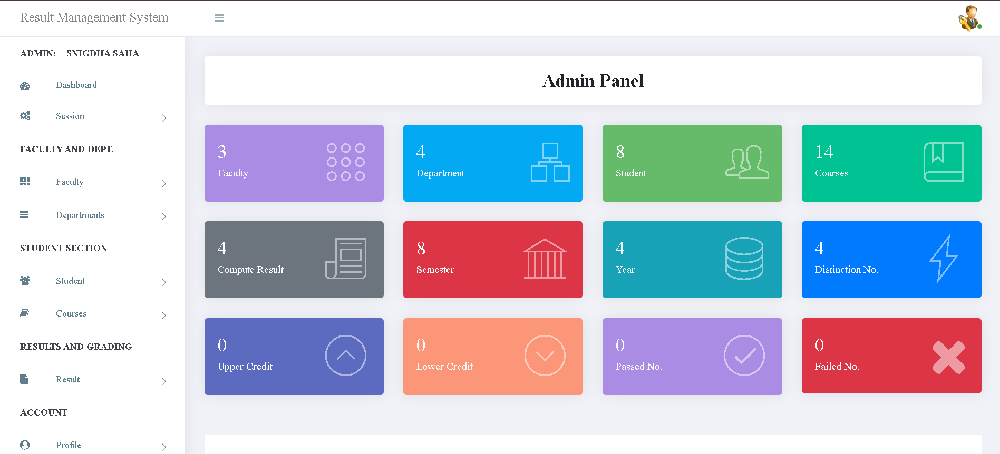 Result Management System
ADMIN: SNIGDHA SAHA
Dashboard
Session
FACULTY AND DEPT.
Faculty
Departments
STUDENT SECTION
Student
Courses
RESULTS AND GRADING
Result
ACCOUNT
Profile
Admin Panel
3
Faculty
4
Department
8
Student
14
Courses
4
Compute Result
8
Semester
4
Year
4
Distinction No.
0
Upper Credit
0
Lower Credit
0
Passed No.
0
Failed No.